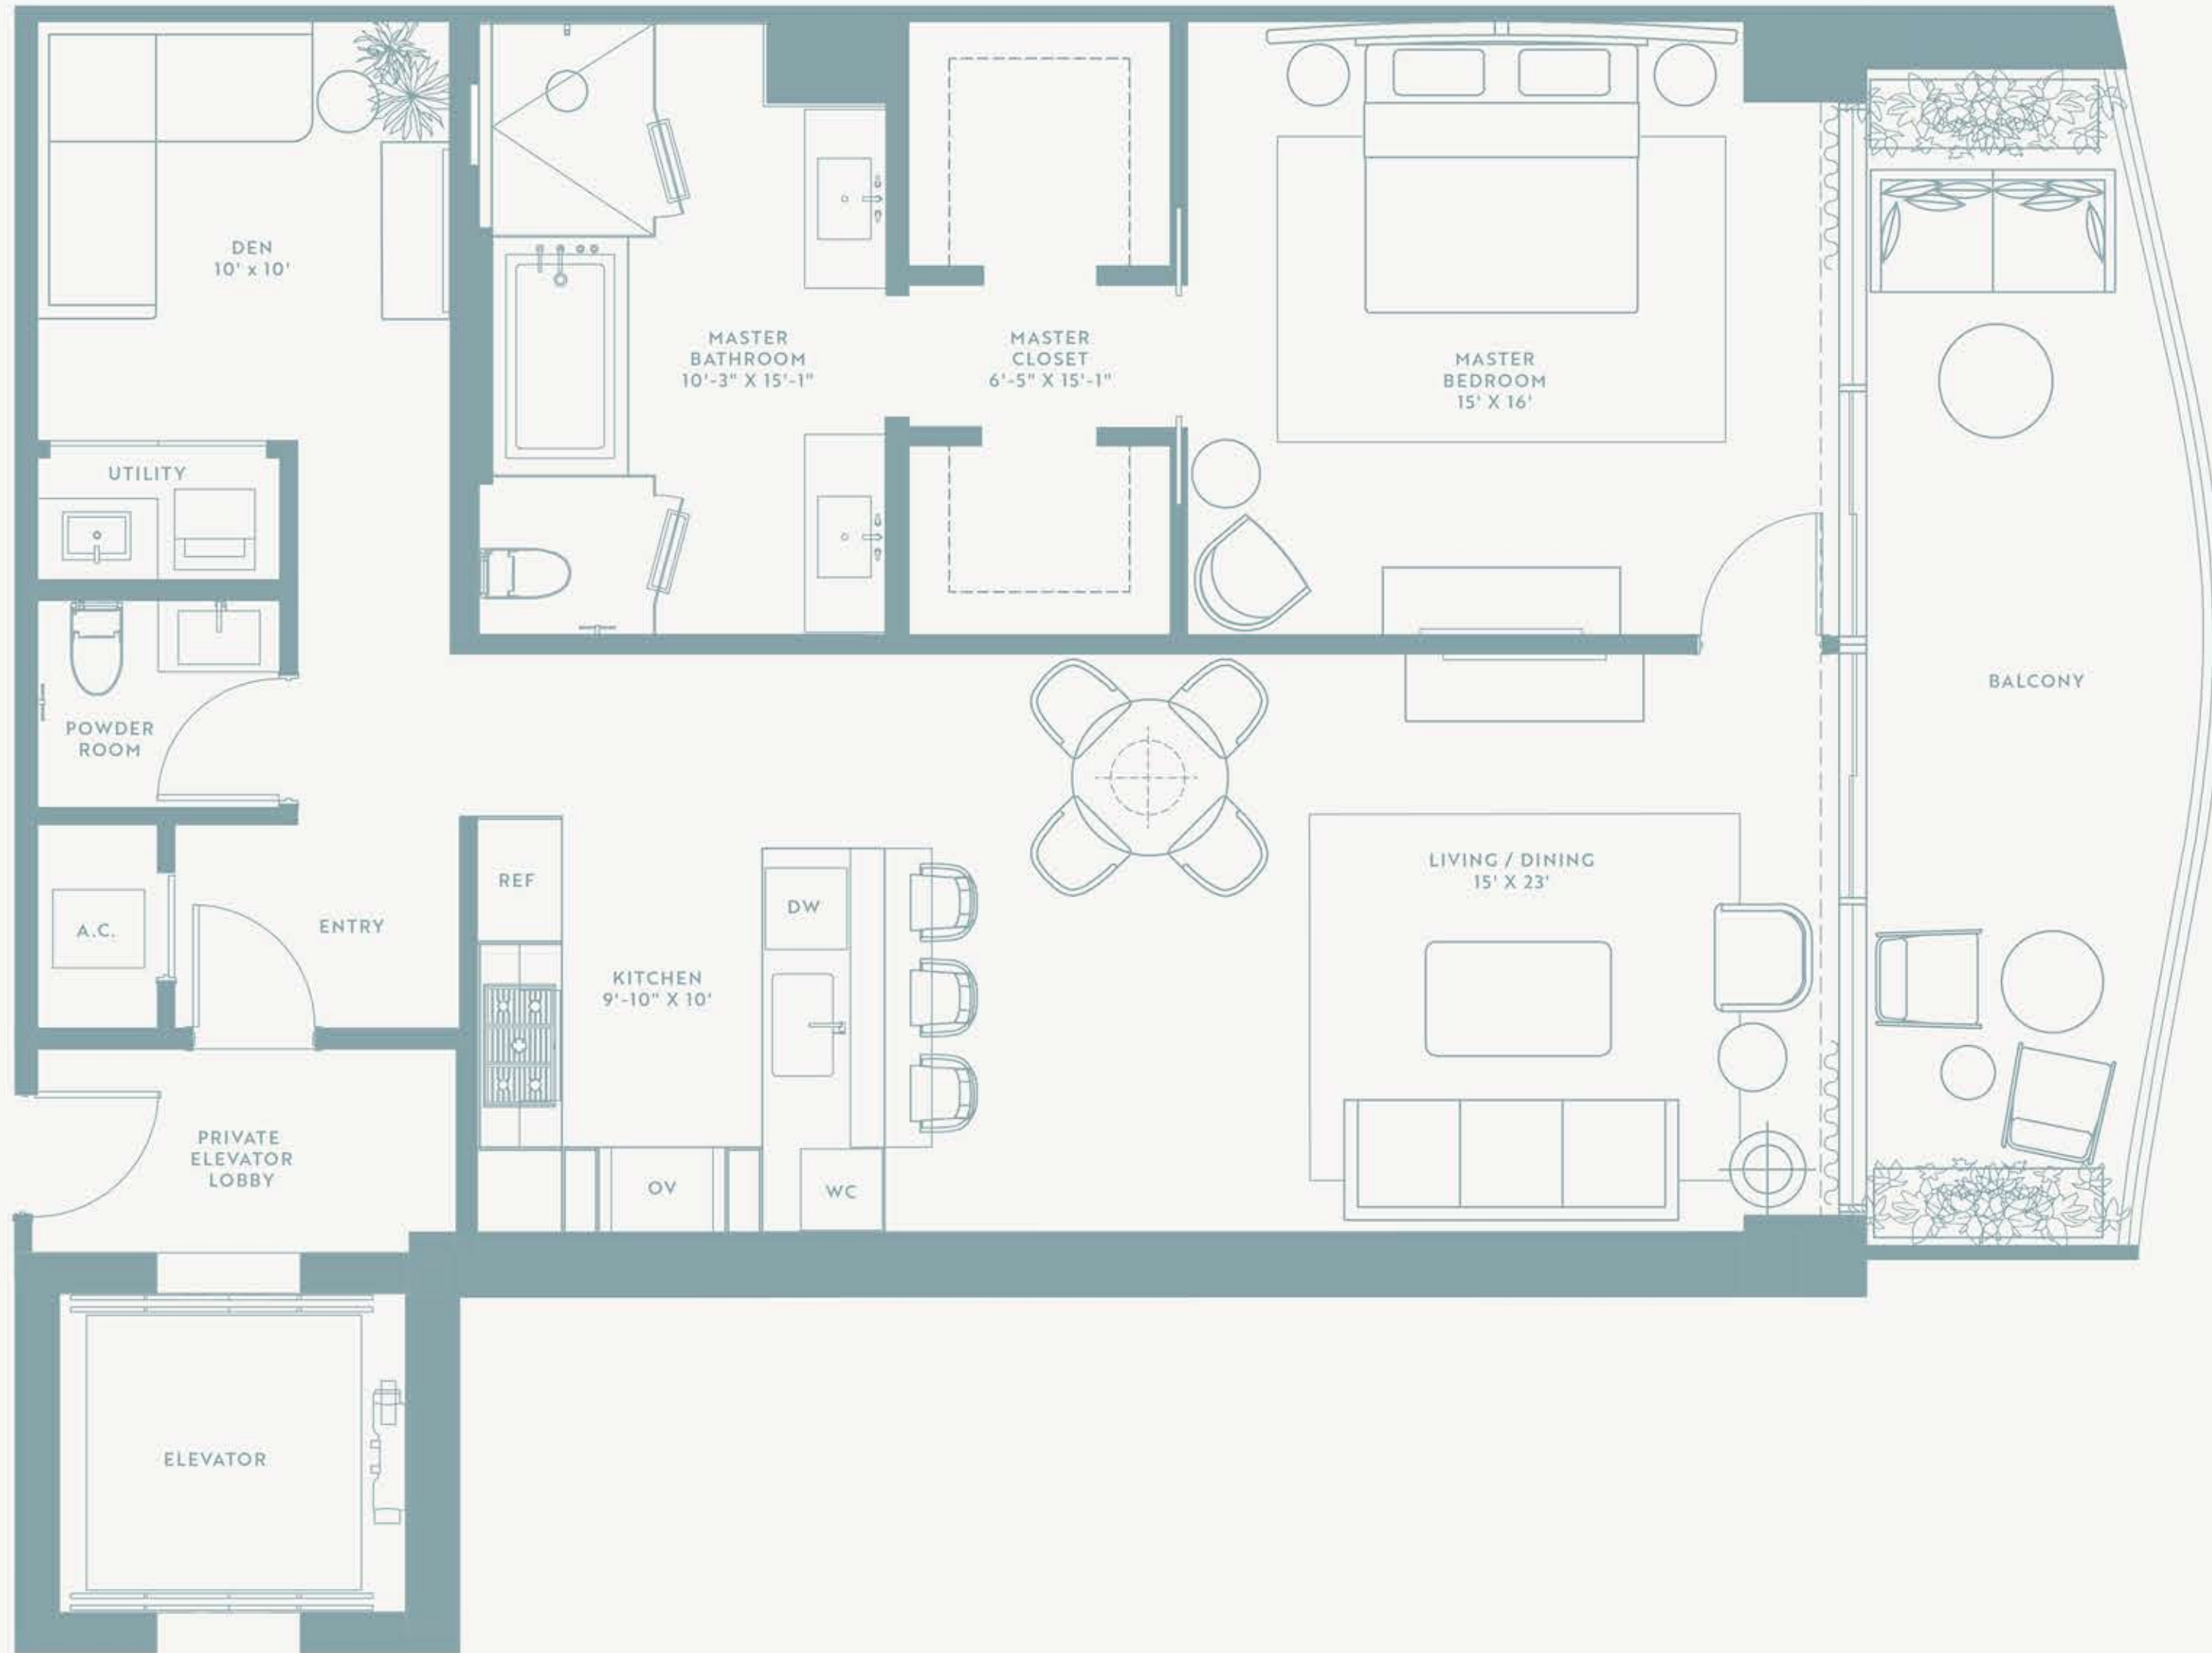 DEN
10' x 10'
MASTER
BATHROOM
10'-3" X 15'-1"
MASTER
CLOSET
6'-5" X 15'-1"
MASTER
BEDROOM
15' X 16'
UTILITY
POWDER
ROOM
BALCONY
A.C.
ENTRY
REF
KITCHEN
9'-10" X 10'
DW
LIVING / DINING
15' X 23'
PRIVATE
ELEVATOR
LOBBY
OV
WC
ELEVATOR